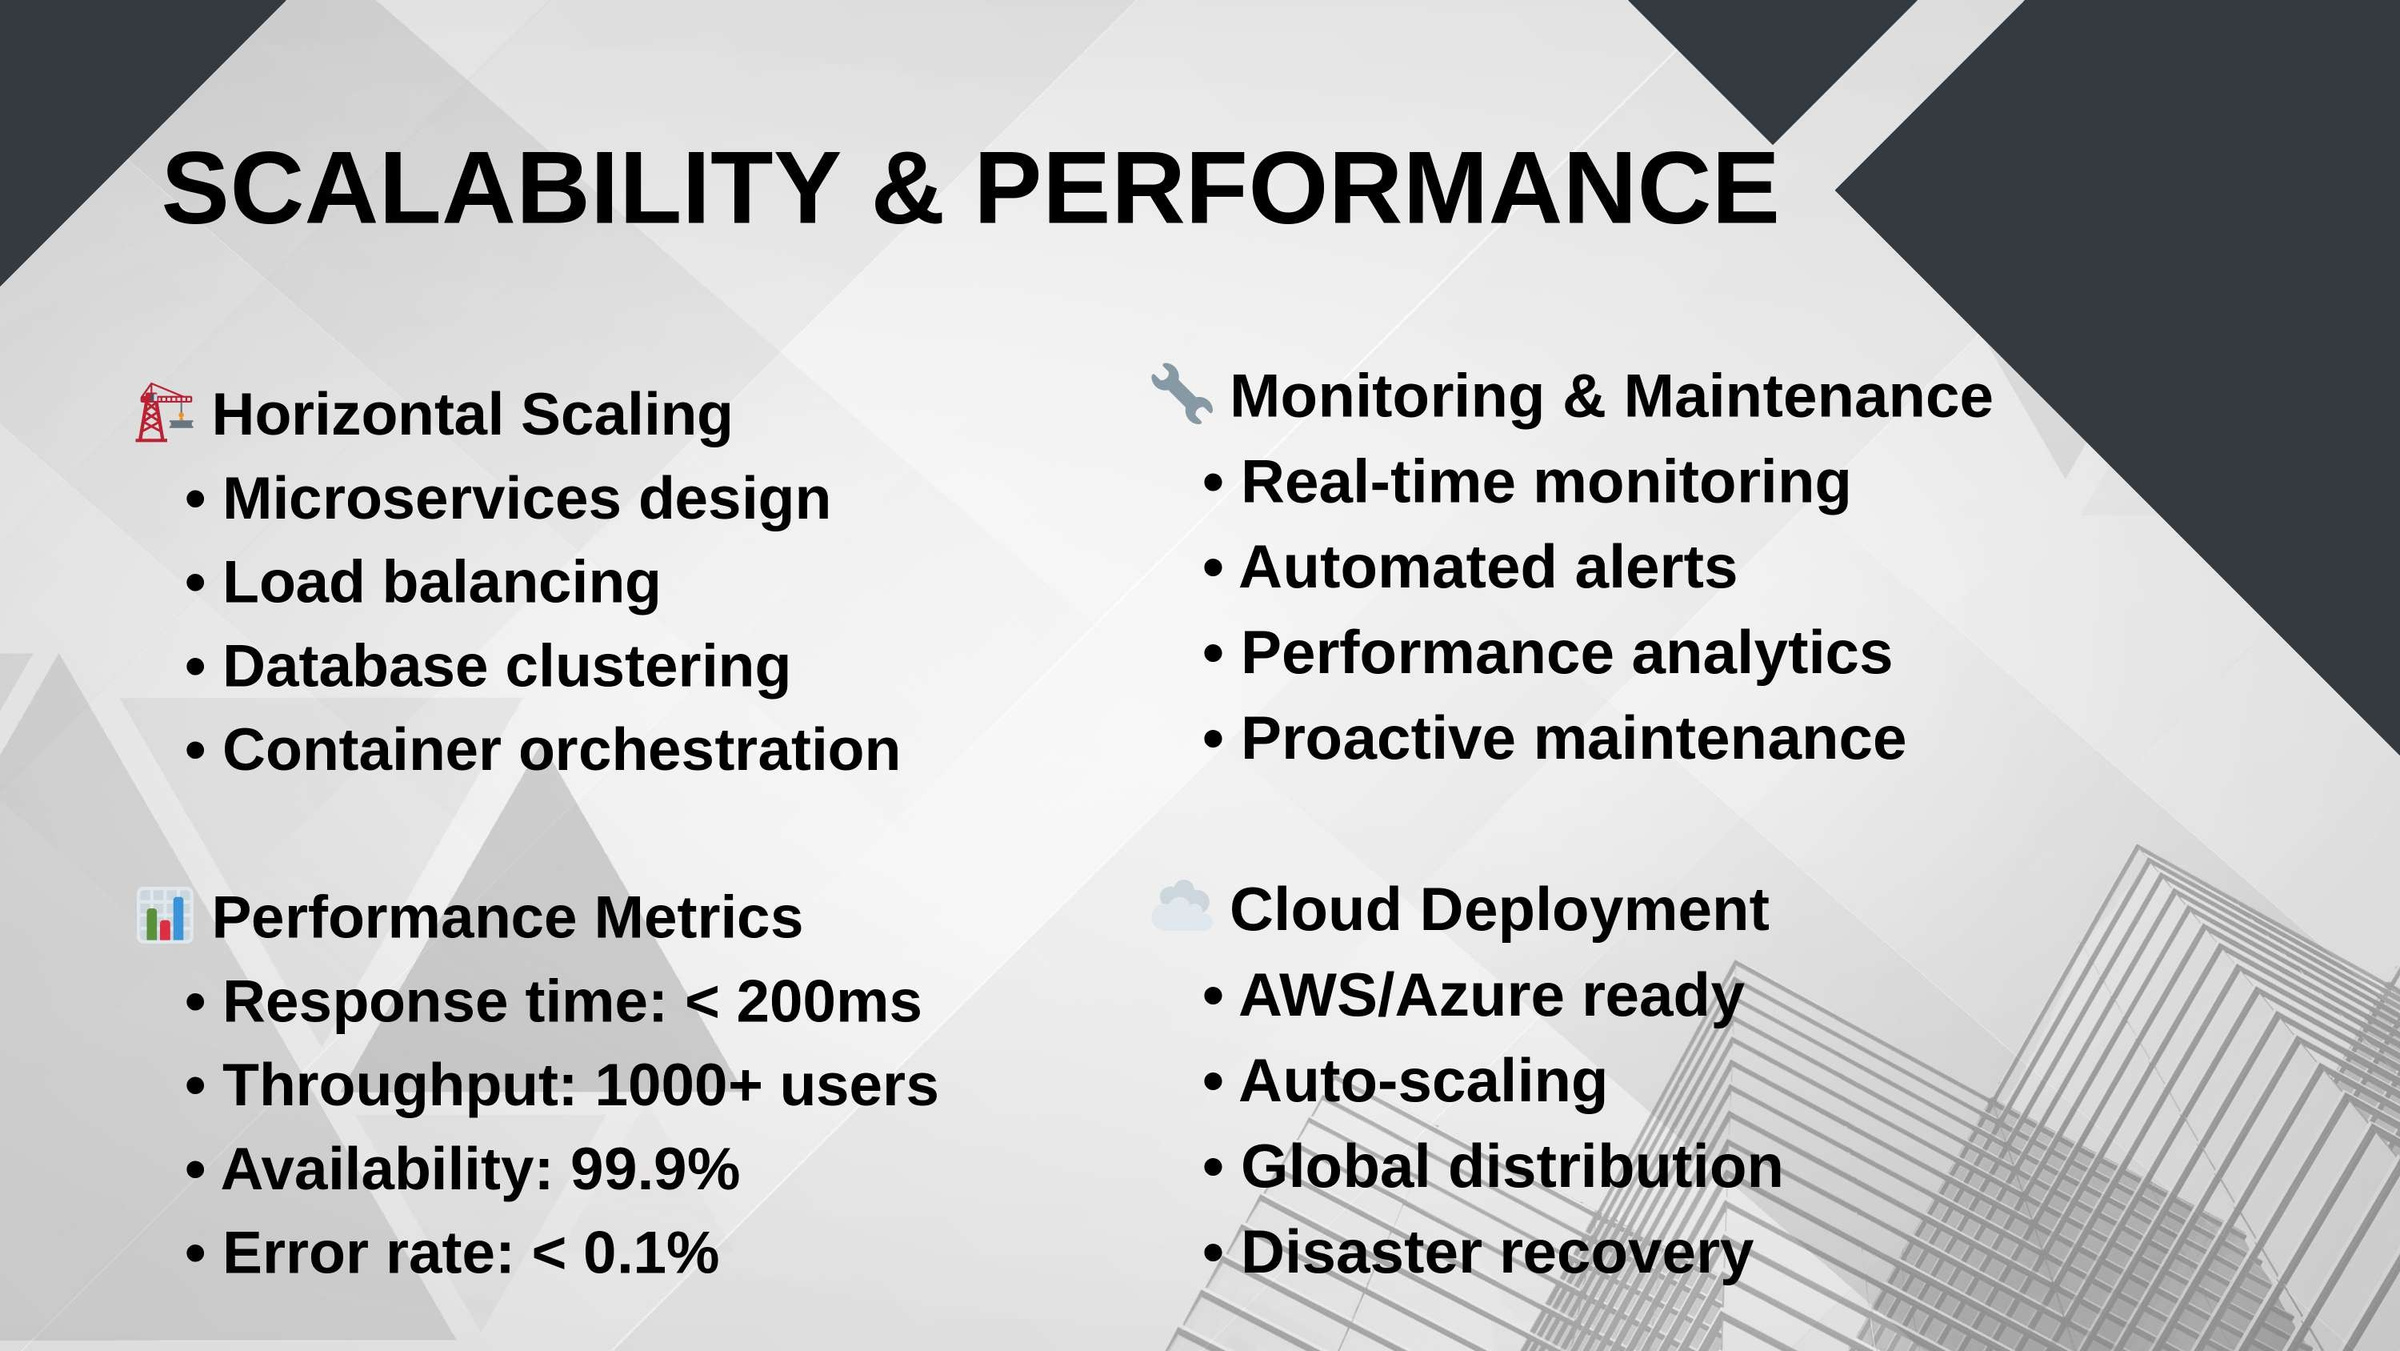 SCALABILITY & PERFORMANCE
Horizontal Scaling
• Microservices design
• Load balancing
• Database clustering
• Container orchestration
Performance Metrics
• Response time: < 200ms
• Throughput: 1000+ users
• Availability: 99.9%
• Error rate: < 0.1%
Monitoring & Maintenance
• Real-time monitoring
• Automated alerts
• Performance analytics
• Proactive maintenance
Cloud Deployment
• AWS/Azure ready
• Auto-scaling
• Global distribution
• Disaster recovery